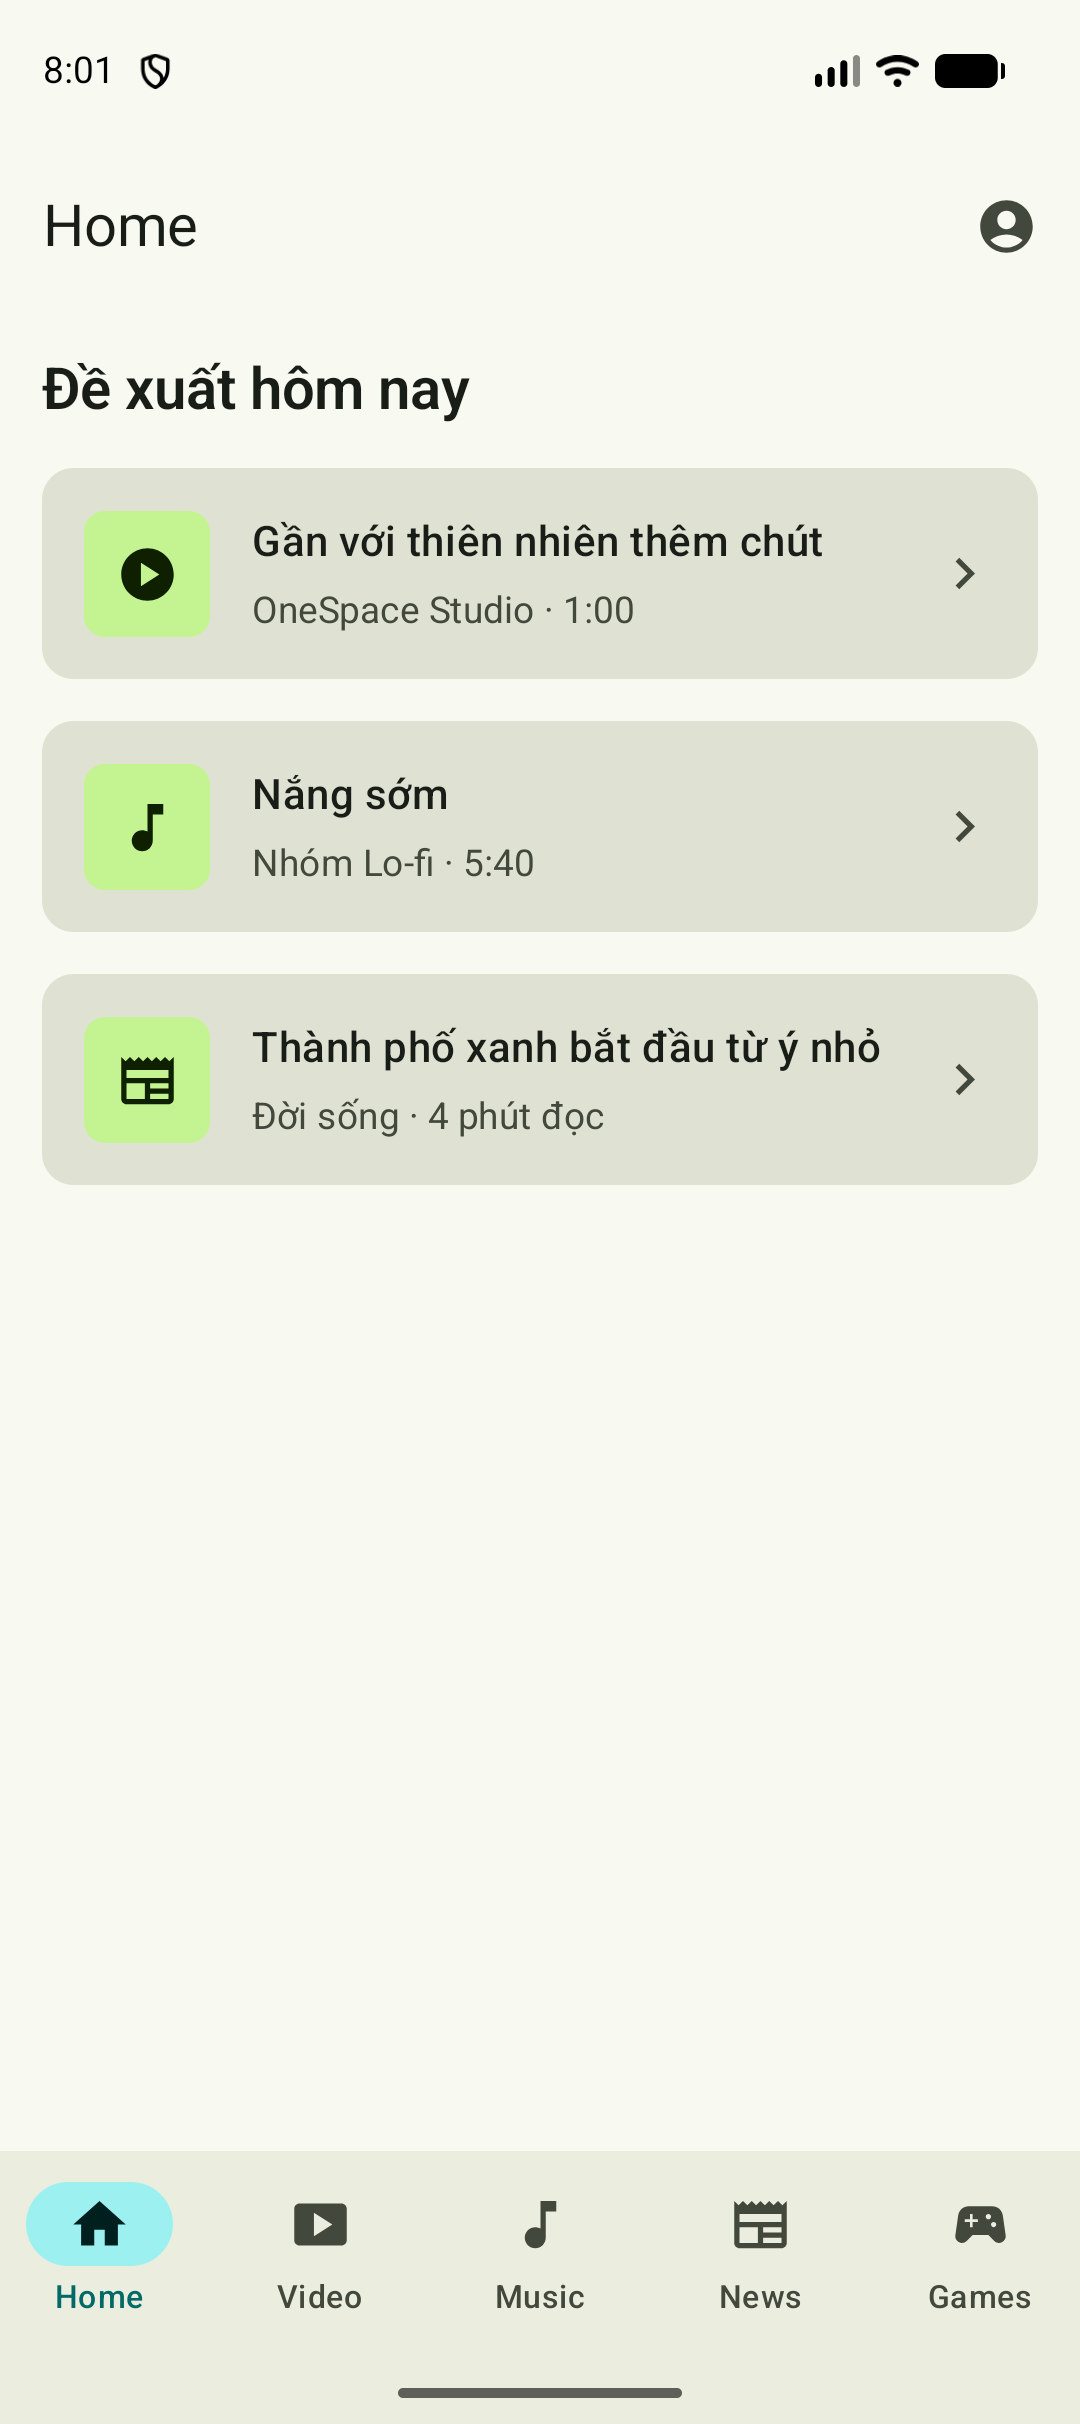 8:01
Home
Đề xuất hôm nay
Gần với thiên nhiên thêm chút
OneSpace Studio · 1:00
Nắng sớm
Nhóm Lo-fi · 5:40
Thành phố xanh bắt đầu từ ý nhỏ
Đời sống · 4 phút đọc
Home Video Music News Games